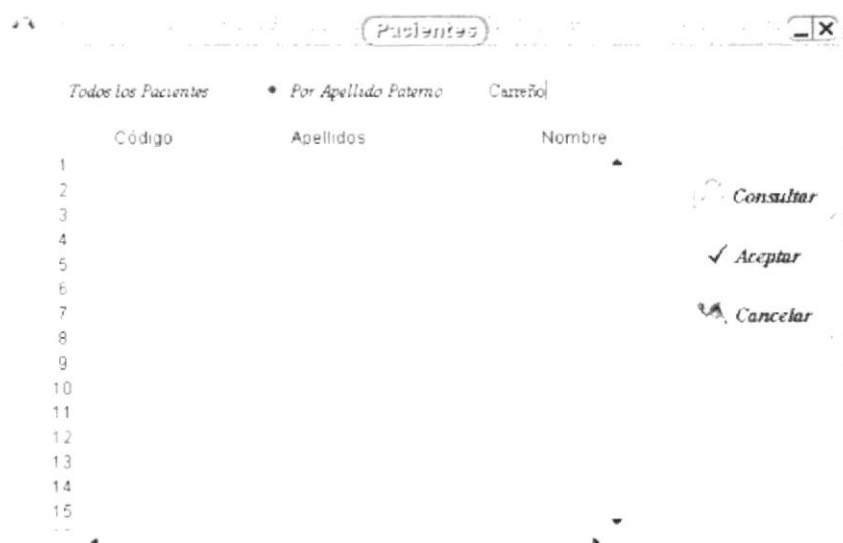 Pacientes
Todos los Pacientes Por Apellido Paterno Carreño
Código Apellidos Nombre
1
2
3
4
5
6
7
8
9
10
11
12
13
14
15
Consultar
Aceptar
Cancelar